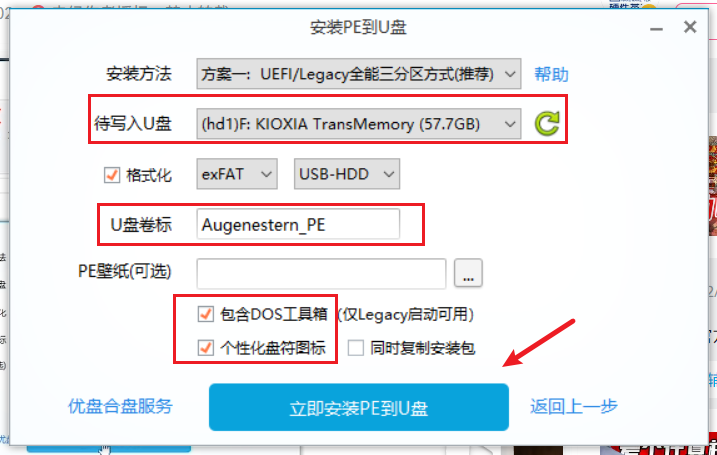 安装PE到U盘
安装方法 方案一：UEFI/Legacy全能三分区方式(推荐) 帮助
待写入U盘 (hd1)F: KIOXIA TransMemory (57.7GB)
格式化 exFAT USB-HDD
U盘卷标 Augenestern_PE
PE壁纸(可选) ...
包含DOS工具箱 (仅Legacy启动可用)
个性化盘符图标 同时复制安装包
优盘合盘服务 立即安装PE到U盘 返回上一步